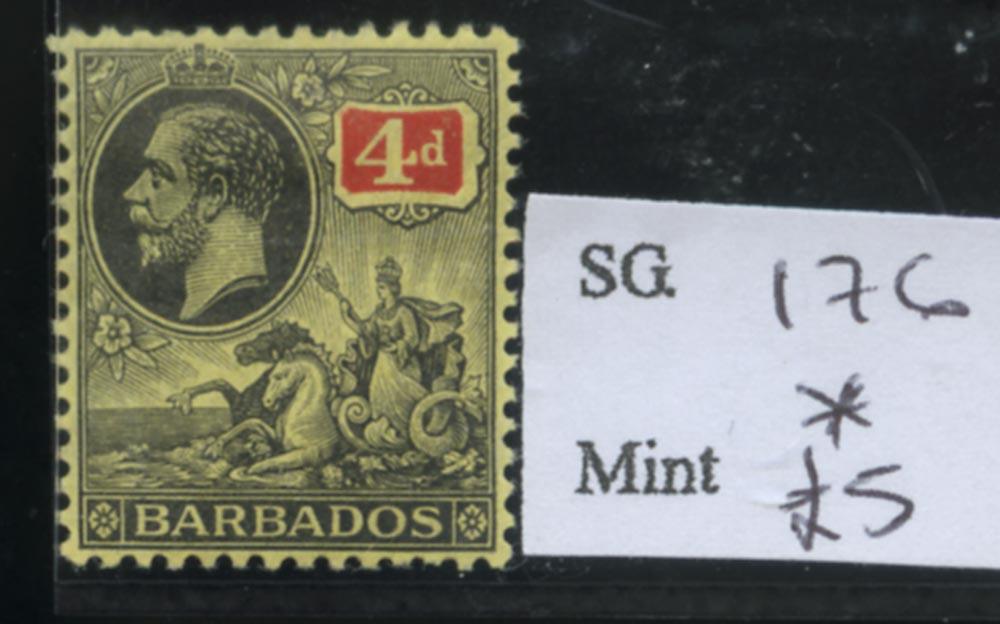 4d
BARBADOS
SG. 176
*
Mint £5